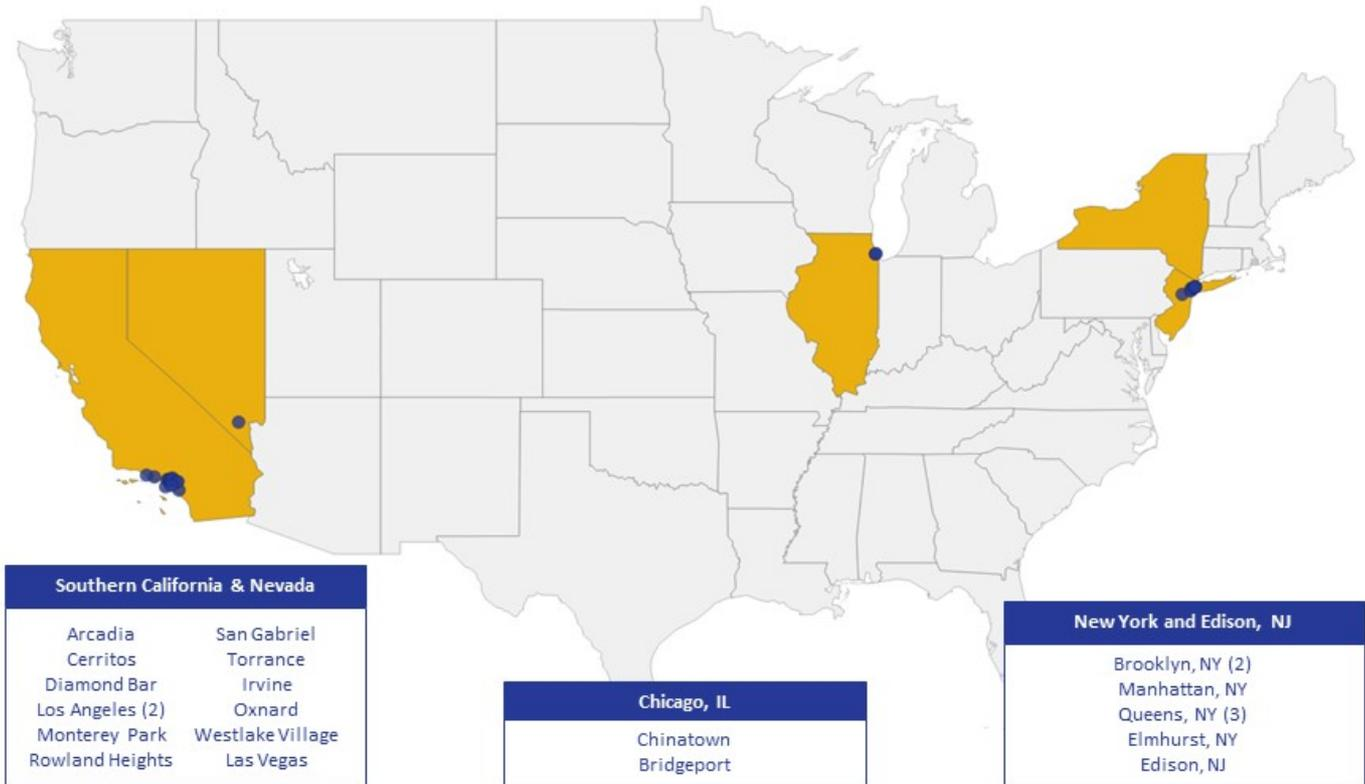 Southern California & Nevada
Arcadia
Cerritos
Diamond Bar
Los Angeles (2)
Monterey Park
Rowland Heights
San Gabriel
Torrance
Irvine
Oxnard
Westlake Village
Las Vegas
Chicago, IL
Chinatown
Bridgeport
New York and Edison, NJ
Brooklyn, NY (2)
Manhattan, NY
Queens, NY (3)
Elmhurst, NY
Edison, NJ